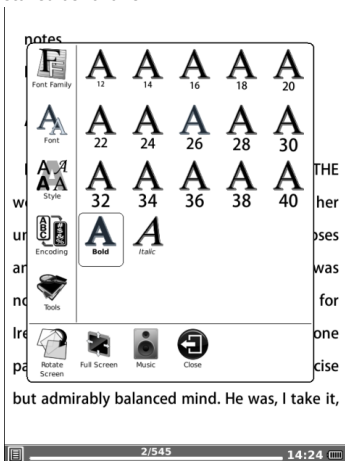 notes
Font Family
12 14 16 18 20
Font
22 24 26 28 30
Style
THE
32 34 36 38 40
her
Encoding
Bold Italic
was
Tools
for
Ire
one
Rotate Screen Full Screen Music Close
cise
but admirably balanced mind. He was, I take it,
2/545
14:24